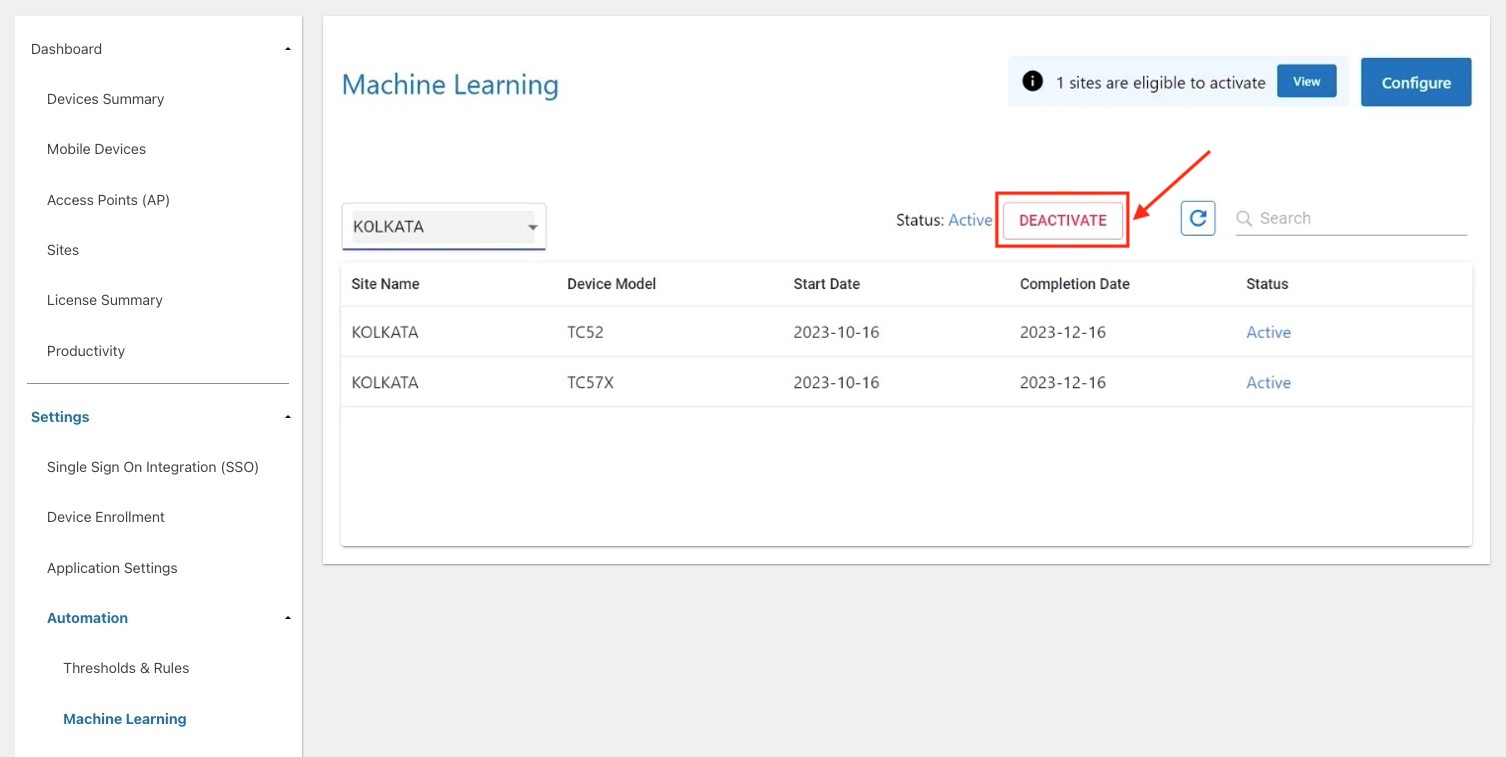 Dashboard
Devices Summary
Mobile Devices
Access Points (AP)
Sites
License Summary
Productivity
Settings
Single Sign On Integration (SSO)
Device Enrollment
Application Settings
Automation
Thresholds & Rules
Machine Learning
Machine Learning
1 sites are eligible to activate View Configure
KOLKATA Status: Active DEACTIVATE Search
Site Name Device Model Start Date Completion Date Status
KOLKATA TC52 2023-10-16 2023-12-16 Active
KOLKATA TC57X 2023-10-16 2023-12-16 Active